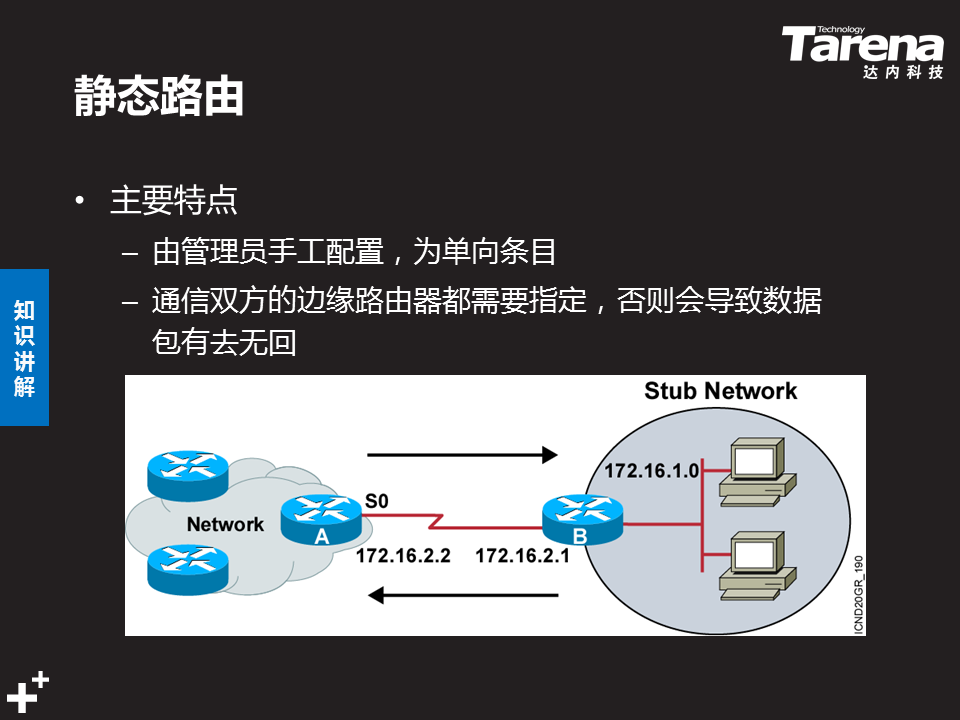 Technology
Tarena
达内科技
静态路由
• 主要特点
– 由管理员手工配置，为单向条目
– 通信双方的边缘路由器都需要指定，否则会导致数据
包有去无回
知识讲解
Stub Network
172.16.1.0
S0
Network
A
B
172.16.2.2
172.16.2.1
ICND20GR_190